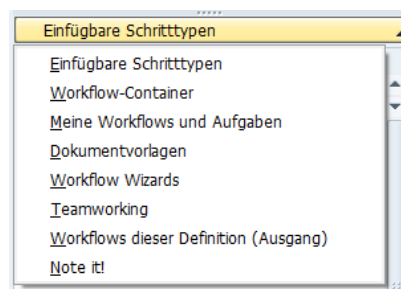 Einfügbare Schritttypen
Einfügbare Schritttypen
Workflow-Container
Meine Workflows und Aufgaben
Dokumentvorlagen
Workflow Wizards
Teamworking
Workflows dieser Definition (Ausgang)
Note it!